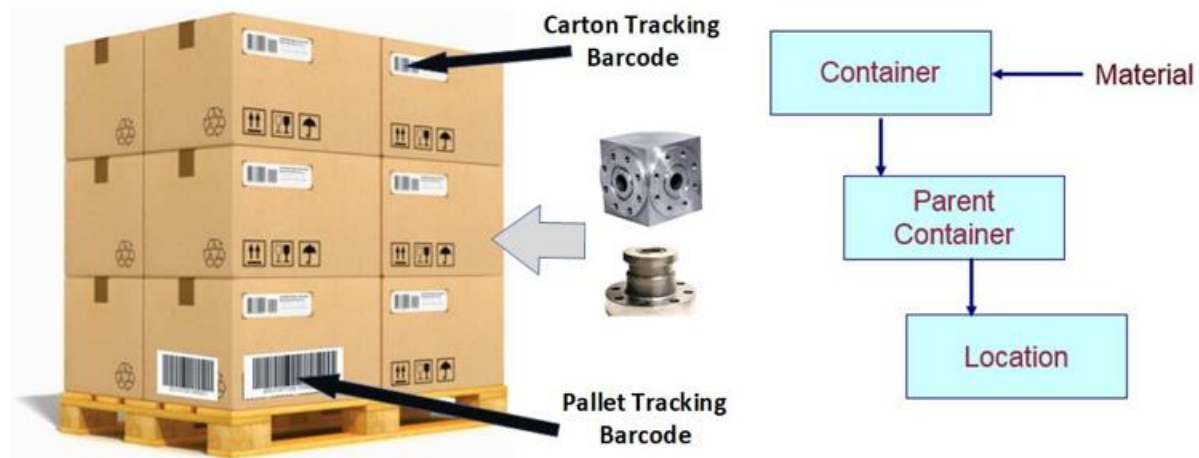 Carton Tracking
Barcode
Pallet Tracking
Barcode
Container
Material
Parent
Container
Location